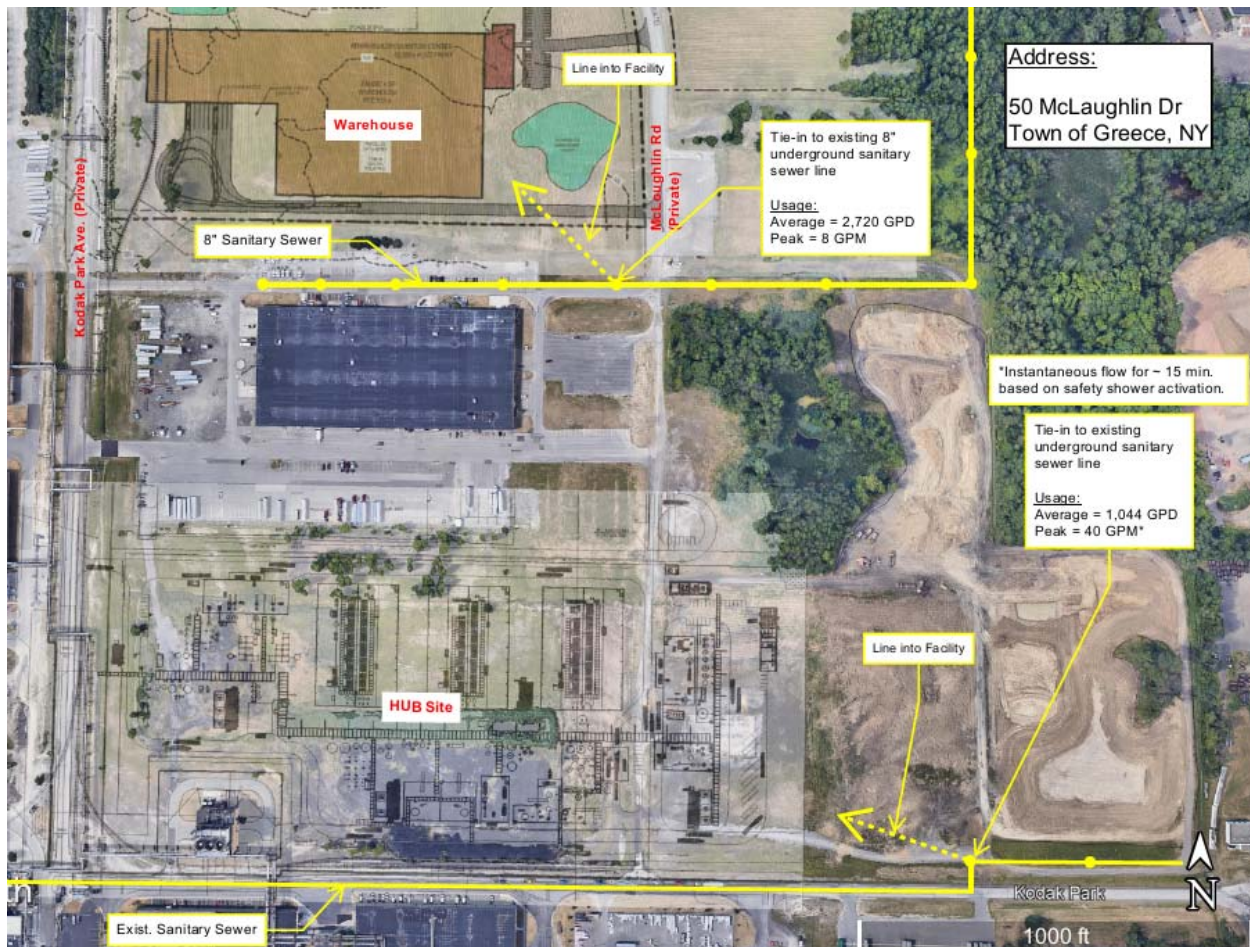 Address:
50 McLaughlin Dr
Town of Greece, NY
Line into Facility
Warehouse
Tie-in to existing 8"
underground sanitary
sewer line
Usage:
Average = 2,720 GPD
Peak = 8 GPM
Kodak Park Ave. (Private)
McLoughlin Rd
(Private)
8" Sanitary Sewer
*Instantaneous flow for ~ 15 min.
based on safety shower activation.
Tie-in to existing
underground sanitary
sewer line
Usage:
Average = 1,044 GPD
Peak = 40 GPM*
Line into Facility
HUB Site
N
Kodak Park
Exist. Sanitary Sewer
1000 ft